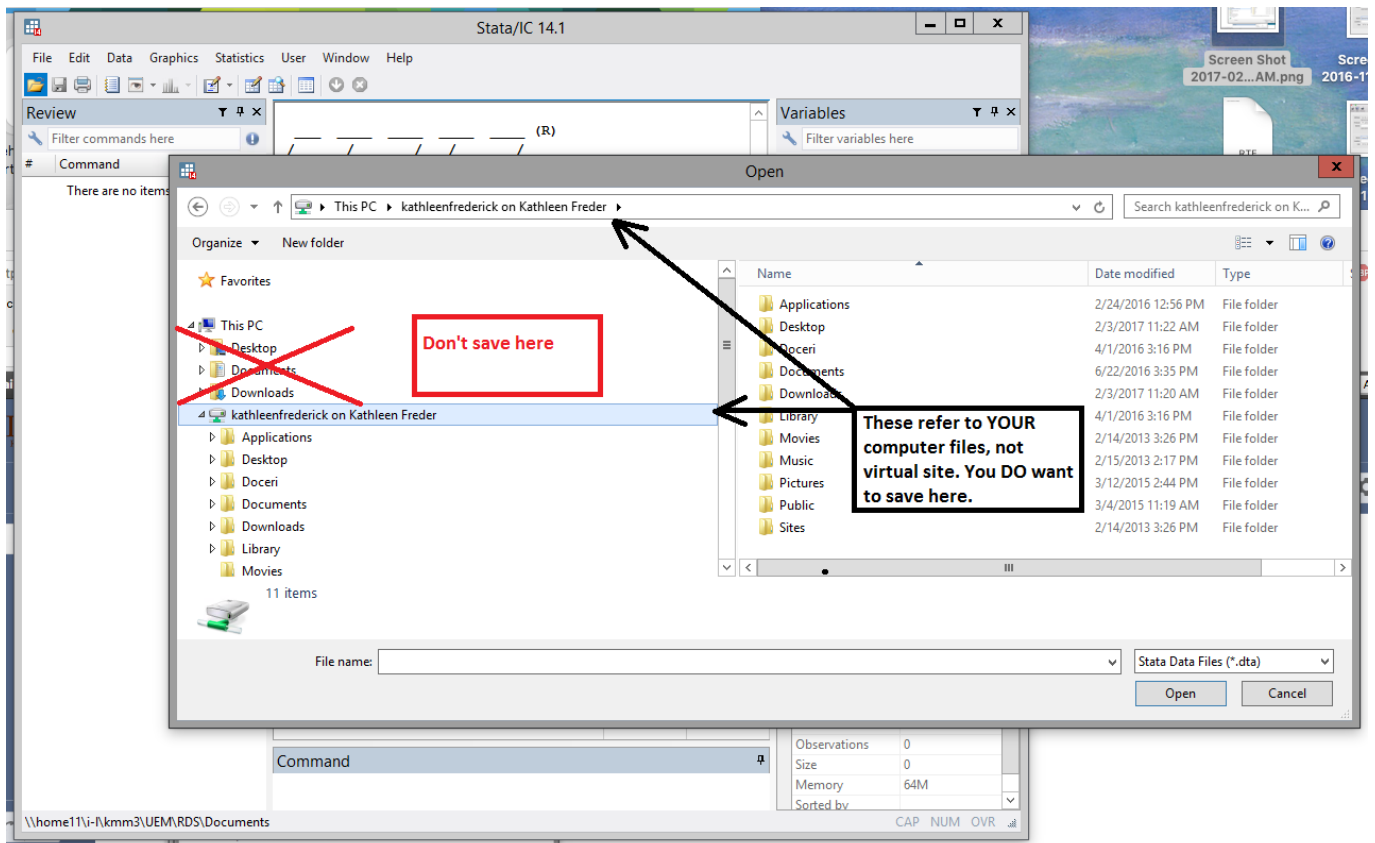 Stata/IC 14.1
File Edit Data Graphics Statistics User Window Help
Screen Shot
2017-02...AM.png
2016-11
Review
Filter commands here
# Command
There are no items
(R)
Variables
Filter variables here
Open
This PC kathleenfrederick on Kathleen Freder
Search kathleenfrederick on K...
Organize New folder
Favorites
This PC
Desktop
Documents
Downloads
kathleenfrederick on Kathleen Freder
Applications
Desktop
Doceri
Documents
Downloads
Library
Movies
Don't save here
Name Date modified Type
Applications 2/24/2016 12:56 PM File folder
Desktop 2/3/2017 11:22 AM File folder
Doceri 4/1/2016 3:16 PM File folder
Documents 6/22/2016 3:35 PM File folder
Downloads 2/3/2017 11:20 AM File folder
Library 4/1/2016 3:16 PM File folder
Movies 2/14/2013 3:26 PM File folder
Music 2/15/2013 2:17 PM File folder
Pictures 3/12/2015 2:44 PM File folder
Public 3/4/2015 11:19 AM File folder
Sites 2/14/2013 3:26 PM File folder
These refer to YOUR
computer files, not
virtual site. You DO want
to save here.
11 items
File name:
Stata Data Files (*.dta)
Open Cancel
Command
Observations 0
Size 0
Memory 64M
Sorted by
\\home11\i-l\kmm3\UEM\RDS\Documents
CAP NUM OVR